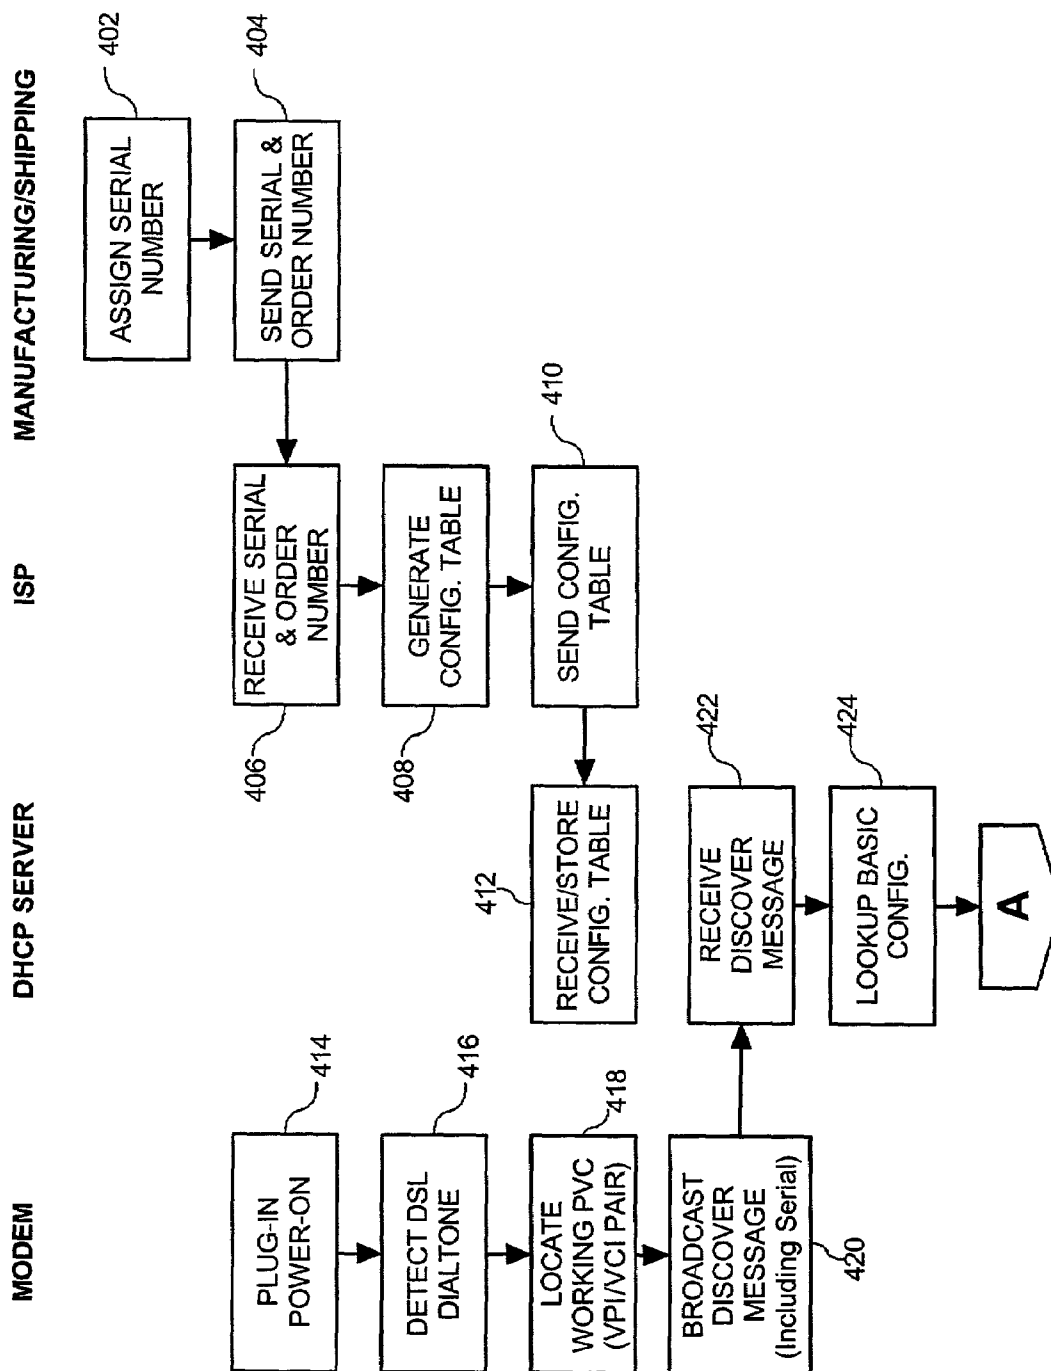 MODEM
DHCP SERVER
ISP
MANUFACTURING/SHIPPING
ASSIGN SERIAL
NUMBER
402
SEND SERIAL &
ORDER NUMBER
404
RECEIVE SERIAL
& ORDER
NUMBER
406
GENERATE
CONFIG. TABLE
408
SEND CONFIG.
TABLE
410
RECEIVE/STORE
CONFIG. TABLE
412
PLUG-IN
POWER-ON
414
DETECT DSL
DIALTONE
416
LOCATE
WORKING PVC
(VPI/VCI PAIR)
418
BROADCAST
DISCOVER
MESSAGE
(Including Serial)
420
RECEIVE
DISCOVER
MESSAGE
422
LOOKUP BASIC
CONFIG.
424
A